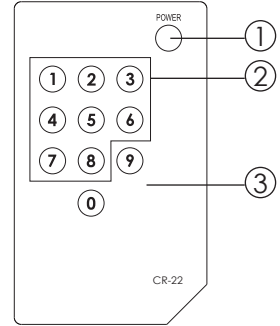 POWER ①
② 
① ② ③
④ ⑤ ⑥
⑦ ⑧ ⑨
③
⓪
CR-22